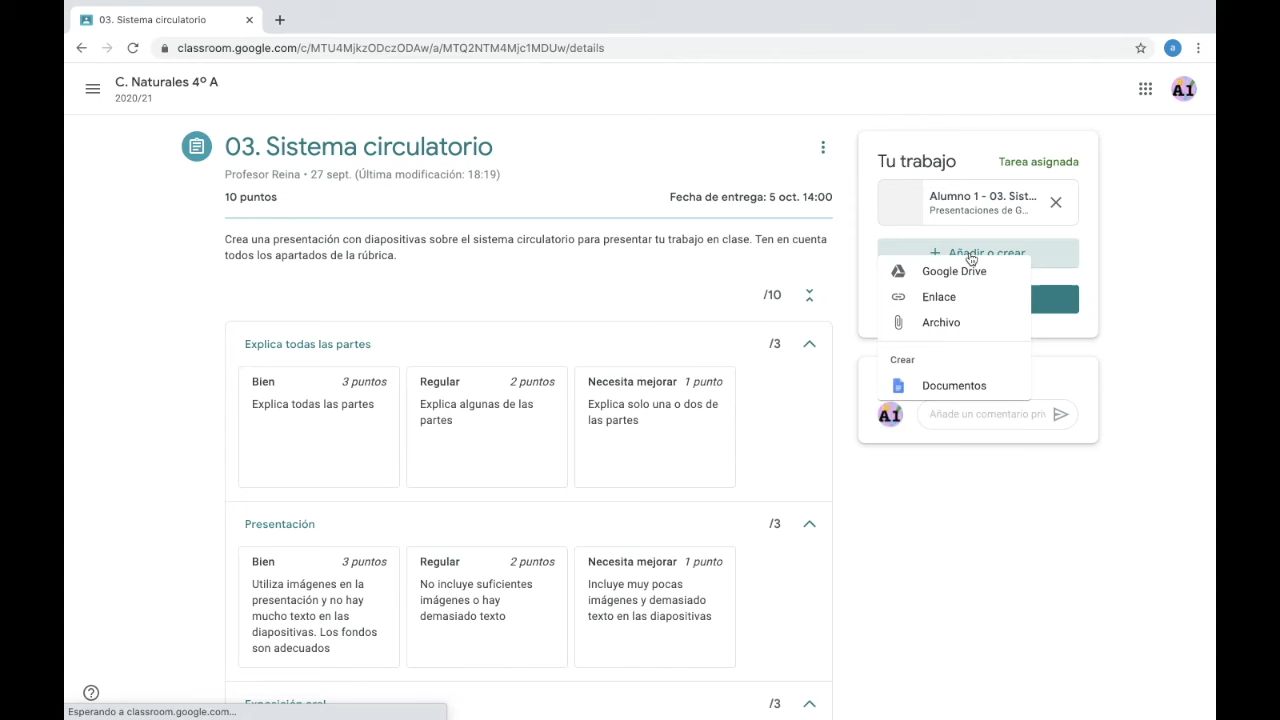 03. Sistema circulatorio
classroom.google.com/c/MTU4MjkzODczODAw/a/MTQ2NTM4Mjc1MDUw/details
a
C. Naturales 4º A
2020/21
AI
03. Sistema circulatorio
Profesor Reina • 27 sept. (Última modificación: 18:19)
10 puntos
Fecha de entrega: 5 oct. 14:00
Crea una presentación con diapositivas sobre el sistema circulatorio para presentar tu trabajo en clase. Ten en cuenta
todos los apartados de la rúbrica.
/10
Explica todas las partes
/3
Bien 3 puntos
Explica todas las partes
Regular 2 puntos
Explica algunas de las
partes
Necesita mejorar 1 punto
Explica solo una o dos de
las partes
Presentación
/3
Bien 3 puntos
Utiliza imágenes en la
presentación y no hay
mucho texto en las
diapositivas. Los fondos
son adecuados
Regular 2 puntos
No incluye suficientes
imágenes o hay
demasiado texto
Necesita mejorar 1 punto
Incluye muy pocas
imágenes y demasiado
texto en las diapositivas
Exposición oral
/3
Tu trabajo
Tarea asignada
Alumno 1 - 03. Sist...
Presentaciones de G...
+ Añadir o crear
Google Drive
Enlace
Archivo
Crear
Documentos
AI
Añade un comentario priv
Esperando a classroom.google.com...